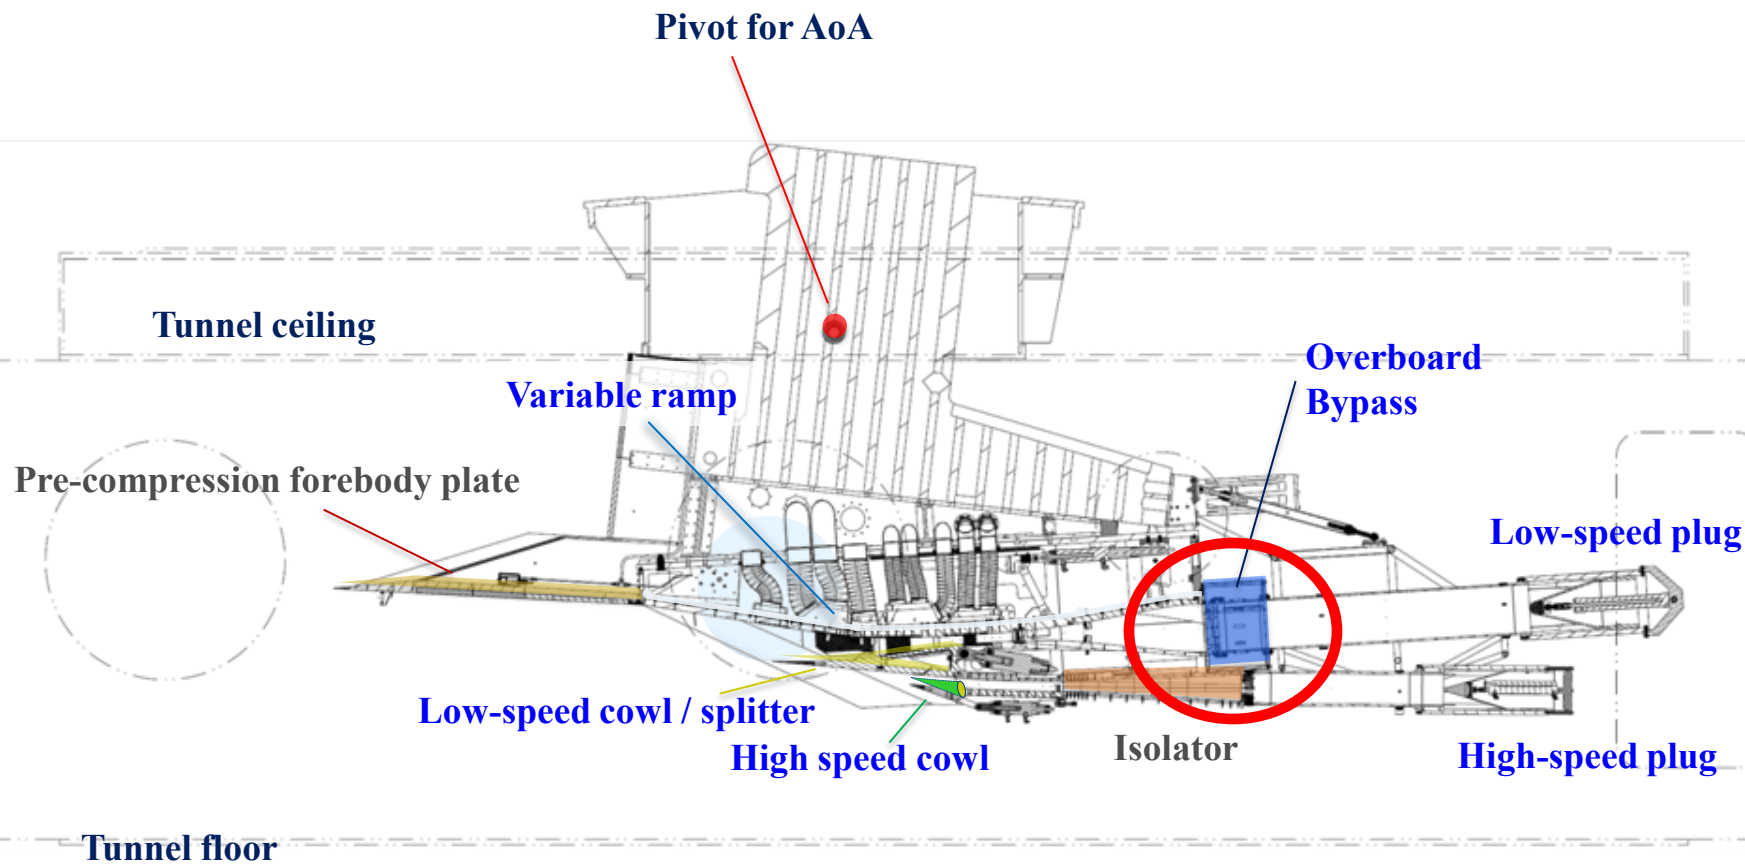 Pivot for AoA
Tunnel ceiling
Overboard
Bypass
Variable ramp
Pre-compression forebody plate
Low-speed plug
Low-speed cowl / splitter
High speed cowl
Isolator
High-speed plug
Tunnel floor